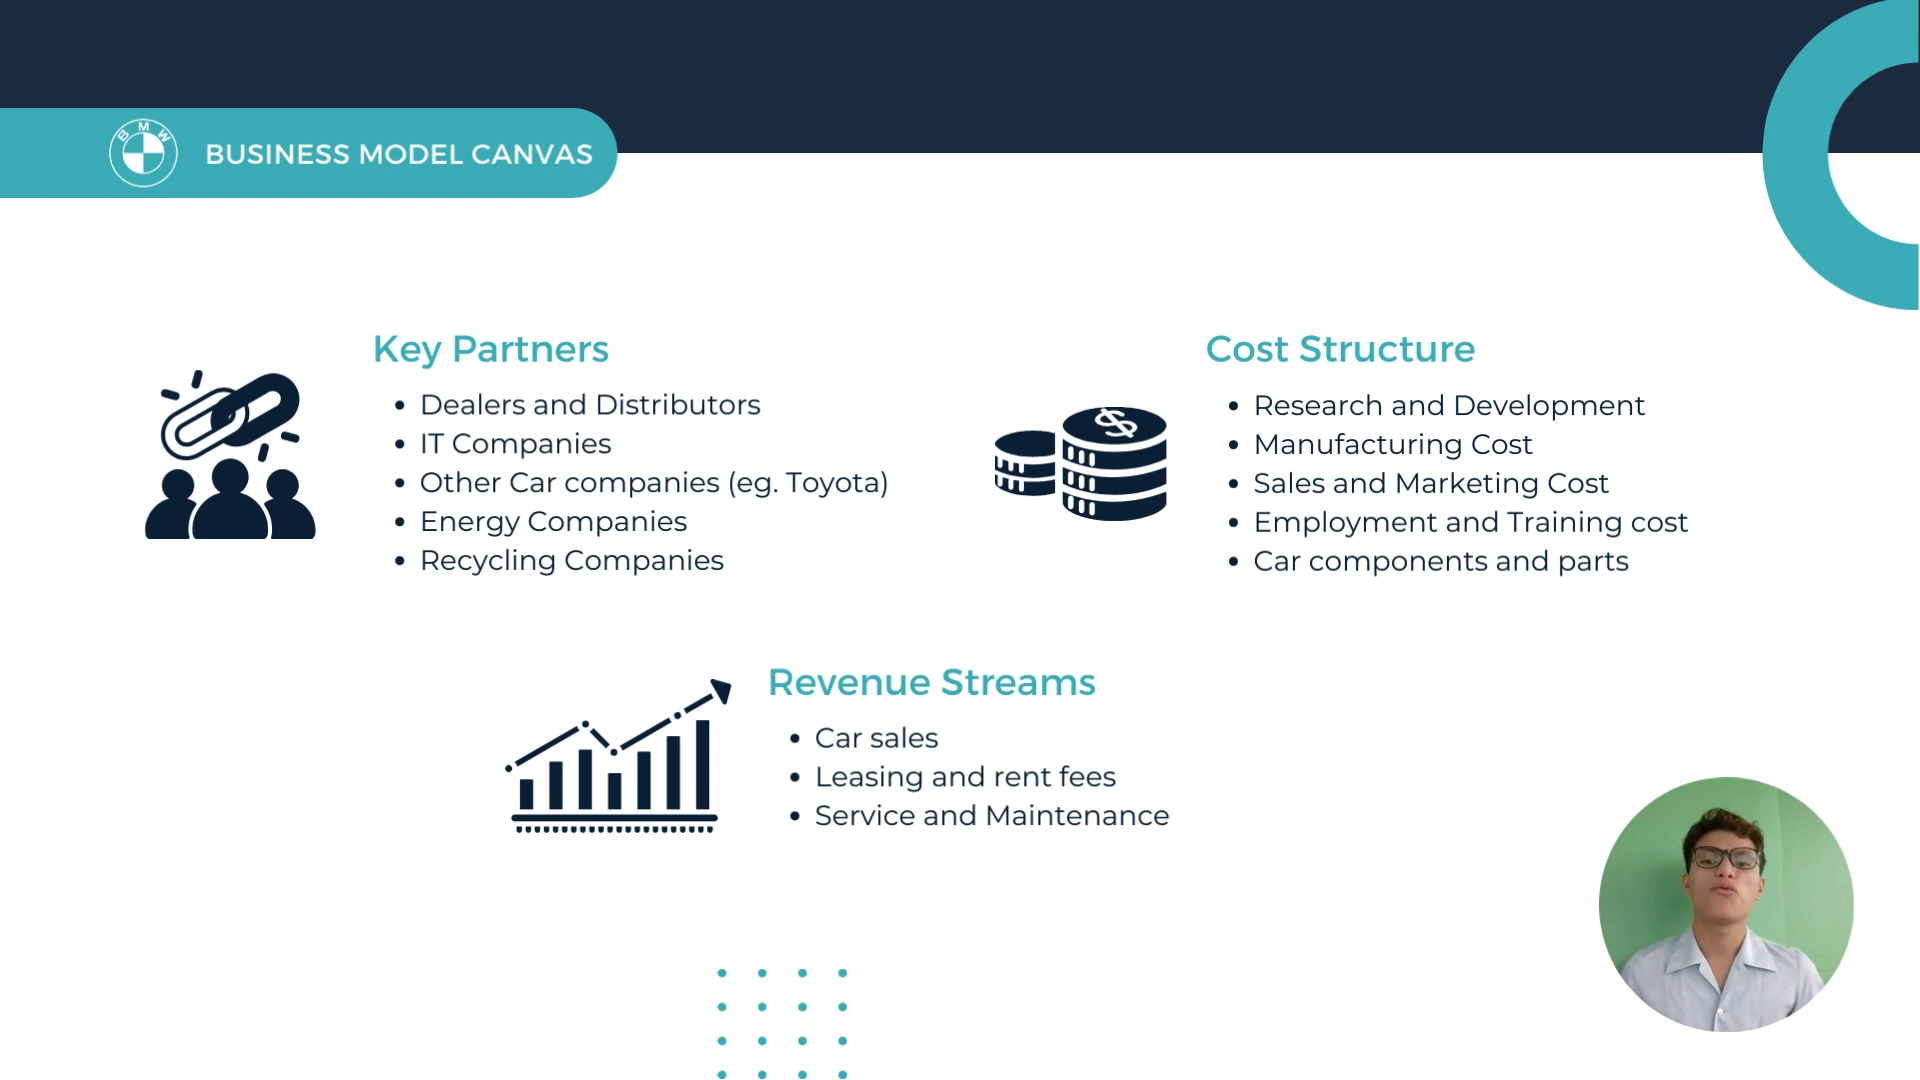 BMW
BUSINESS MODEL CANVAS
Key Partners
• Dealers and Distributors
• IT Companies
• Other Car companies (eg. Toyota)
• Energy Companies
• Recycling Companies
$
Cost Structure
• Research and Development
• Manufacturing Cost
• Sales and Marketing Cost
• Employment and Training cost
• Car components and parts
Revenue Streams
• Car sales
• Leasing and rent fees
• Service and Maintenance